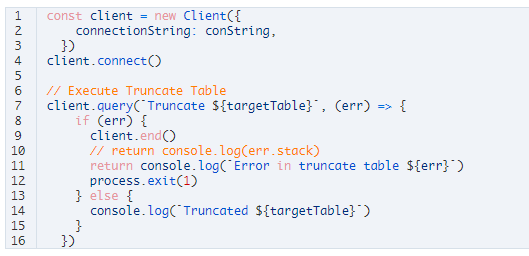 1 const client = new Client({
2     connectionString: conString,
3   })
4 client.connect()
5
6 // Execute Truncate Table
7 client.query(`Truncate ${targetTable}`, (err) => {
8     if (err) {
9       client.end()
10       // return console.log(err.stack)
11       return console.log(`Error in truncate table ${err}`)
12       process.exit(1)
13     } else {
14       console.log(`Truncated ${targetTable}`)
15     }
16   })